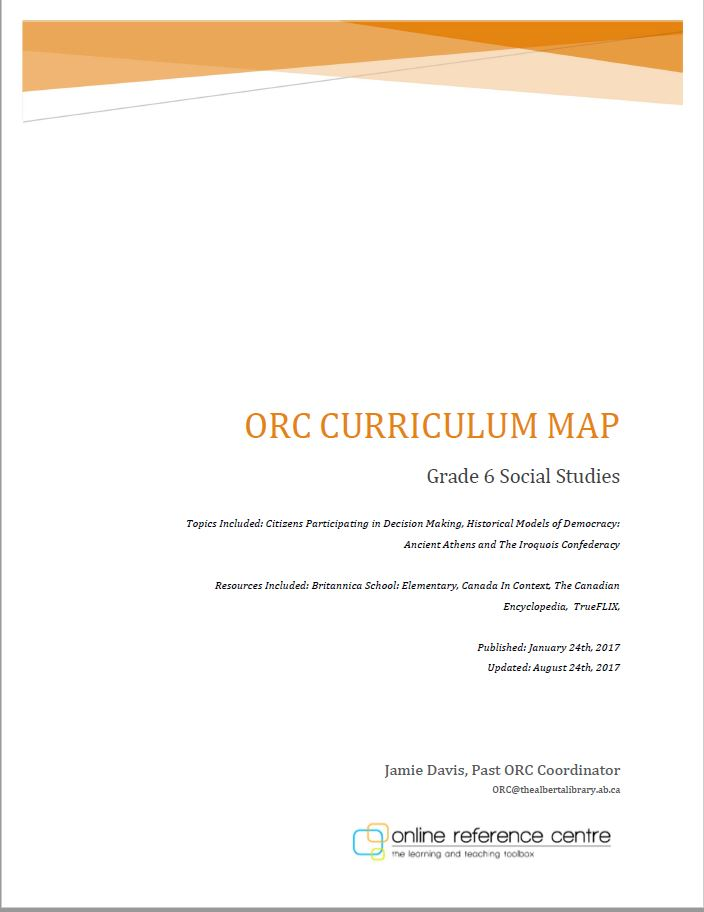 ORC CURRICULUM MAP
Grade 6 Social Studies
Topics Included: Citizens Participating in Decision Making, Historical Models of Democracy:
Ancient Athens and The Iroquois Confederacy
Resources Included: Britannica School: Elementary, Canada In Context, The Canadian
Encyclopedia, TrueFLIX,
Published: January 24th, 2017
Updated: August 24th, 2017
Jamie Davis, Past ORC Coordinator
ORC@thealbertalibrary.ab.ca
online reference centre
the learning and teaching toolbox